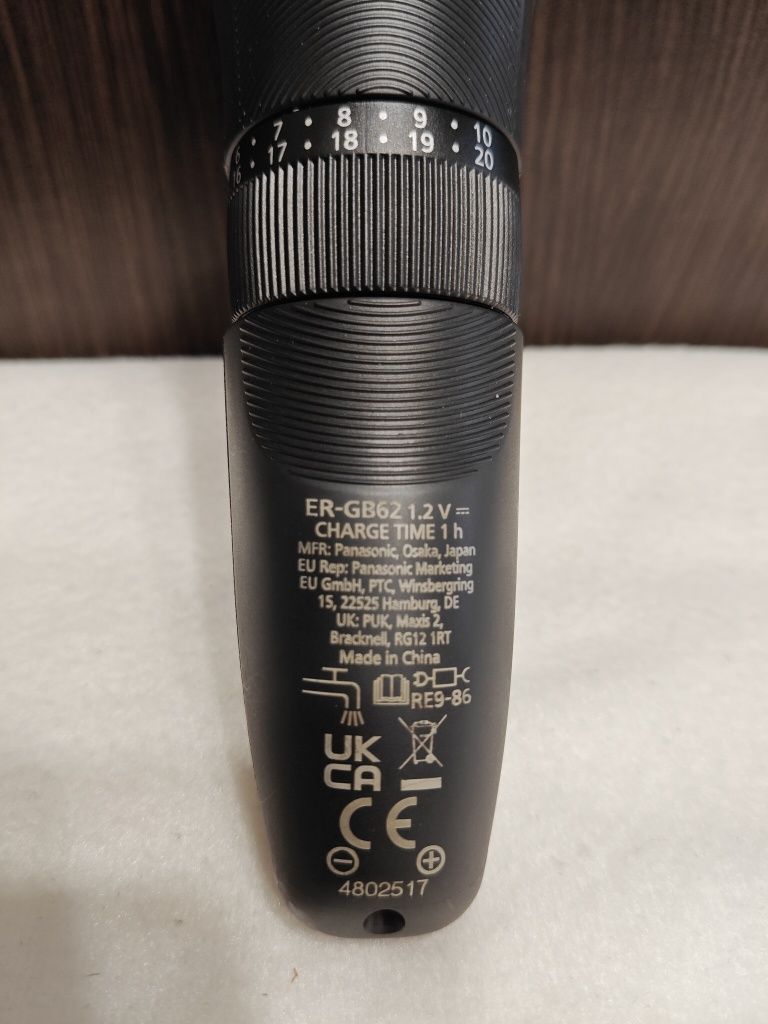 7 • 8 • 9 • 10
17 • 18 • 19 • 20
ER-GB62 1.2 V ⎓
CHARGE TIME 1 h
MFR: Panasonic, Osaka, Japan
EU Rep: Panasonic Marketing
EU GmbH, PTC, Winsbergring
15, 22525 Hamburg, DE
UK: PUK, Maxis 2,
Bracknell, RG12 1RT
Made in China
RE9-86
UK
CA
CE
4802517